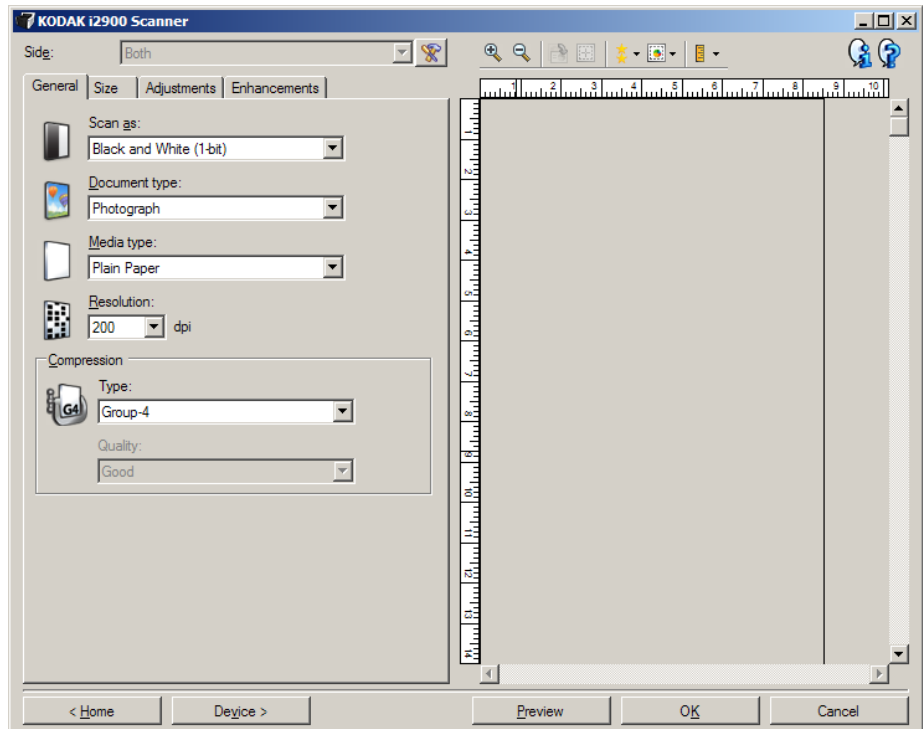 KODAK i2900 Scanner
Side: Both
General Size Adjustments Enhancements
1 2 3 4 5 6 7 8 9 10
Scan as:
Black and White (1-bit)
Document type:
Photograph
Media type:
Plain Paper
Resolution:
200 dpi
Compression
Type:
G4 Group-4
Quality:
Good
1
2
3
4
5
6
7
8
9
10
11
12
13
14
< Home Device > Preview OK Cancel